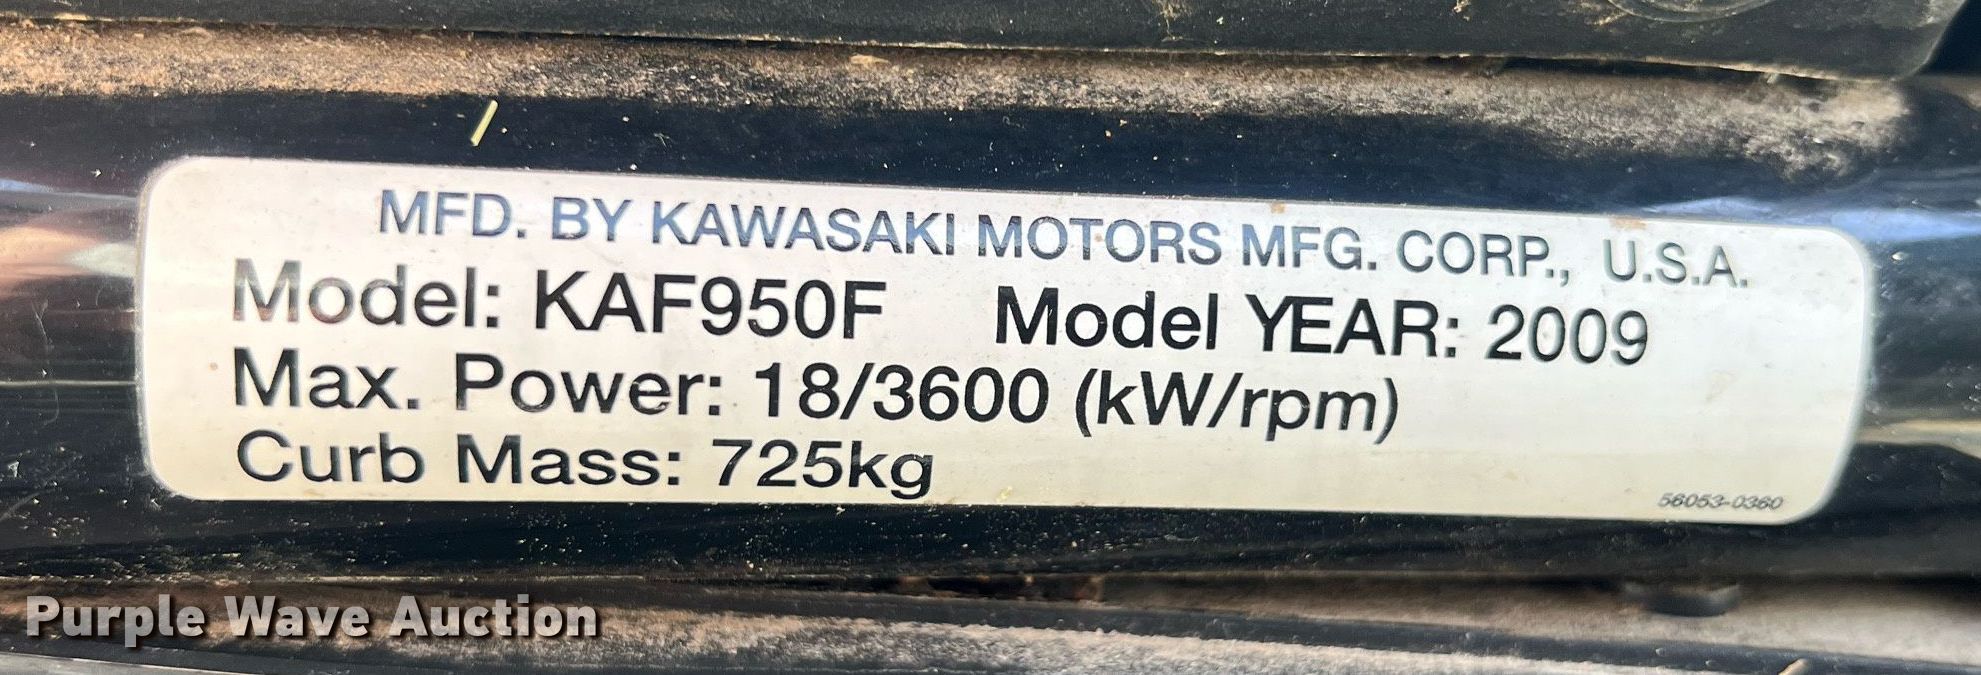 MFD. BY KAWASAKI MOTORS MFG. CORP., U.S.A.
Model: KAF950F Model YEAR: 2009
Max. Power: 18/3600 (kW/rpm)
Curb Mass: 725kg
56053-0360
Purple Wave Auction